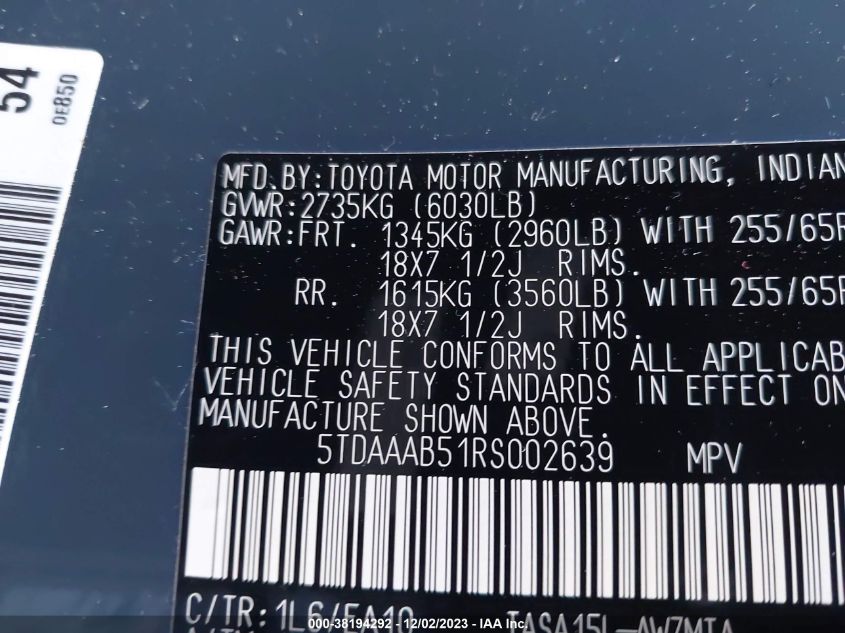 54
0E850
MFD.BY:TOYOTA MOTOR MANUFACTURING, INDIAN
GVWR:2735KG (6030LB)
GAWR:FRT. 1345KG (2960LB) WITH 255/65R
18X7 1/2J RIMS.
RR. 1615KG (3560LB) WITH 255/65R
18X7 1/2J RIMS.
THIS VEHICLE CONFORMS TO ALL APPLICAB
VEHICLE SAFETY STANDARDS IN EFFECT ON
MANUFACTURE SHOWN ABOVE.
5TDAAAB51RS002639 MPV
C/TR:1L6/EA10 TASA15L-AW7MTA
000-38194292 - 12/02/2023 - IAA Inc.